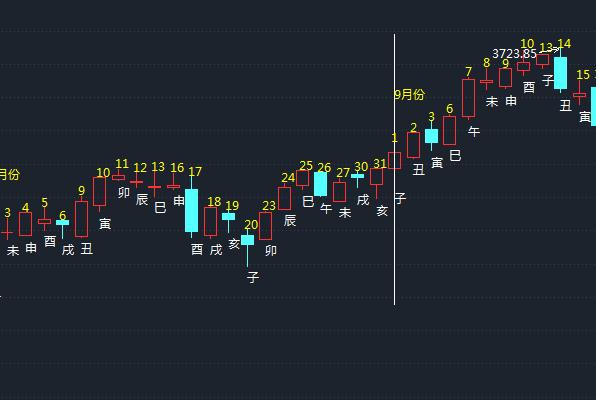 3723.85
10
13
14
9月份
7
8
9
15
子
酉
丑
未
申
寅
1
2
3
6
午
丑
寅
巳
子
月份
3
4
5
6
9
10
11
12
13
16
17
18
19
20
23
24
25
26
27
30
31
未
申
酉
戌
丑
寅
卯
辰
巳
申
酉
戌
亥
子
卯
辰
巳
午
未
戌
亥